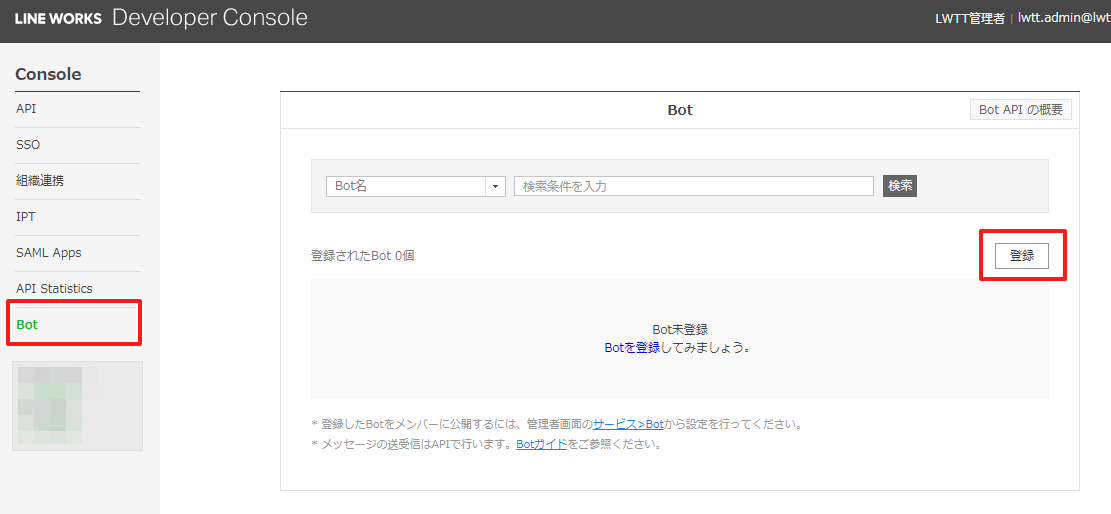 LINE WORKS Developer Console
LWTT管理者 | lwtt.admin@lwt
Console
API
SSO
組織連携
IPT
SAML Apps
API Statistics
Bot
Bot
Bot API の概要
Bot名
検索条件を入力
検索
登録されたBot 0個
登録
Bot未登録
Botを登録してみましょう。
* 登録したBotをメンバーに公開するには、管理者画面のサービス>Botから設定を行ってください。
* メッセージの送受信はAPIで行います。Botガイドをご参照ください。